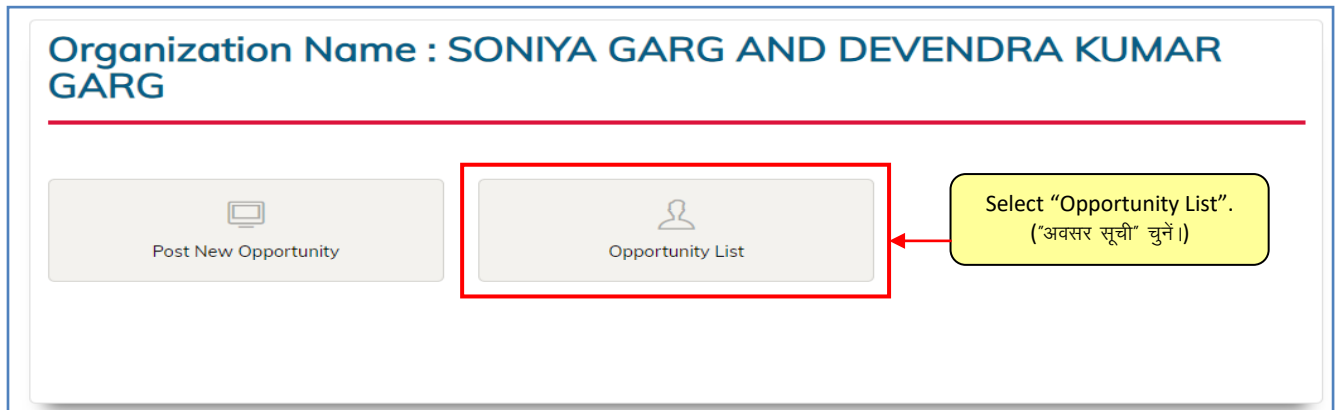 Organization Name : SONIYA GARG AND DEVENDRA KUMAR
GARG
Post New Opportunity
Opportunity List
Select “Opportunity List”.
(“अवसर सूची” चुनें।)